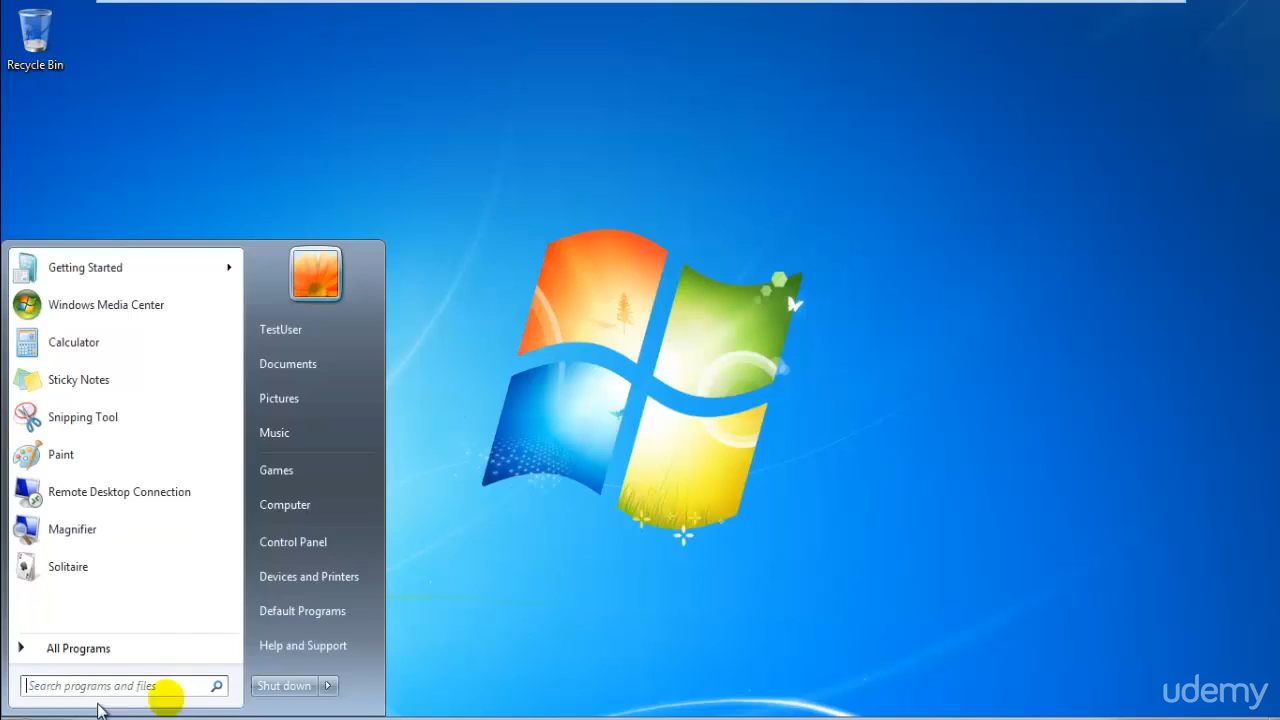 Recycle Bin
Getting Started
Windows Media Center
Calculator
Sticky Notes
Snipping Tool
Paint
Remote Desktop Connection
Magnifier
Solitaire
All Programs
Search programs and files
TestUser
Documents
Pictures
Music
Games
Computer
Control Panel
Devices and Printers
Default Programs
Help and Support
Shut down
udemy